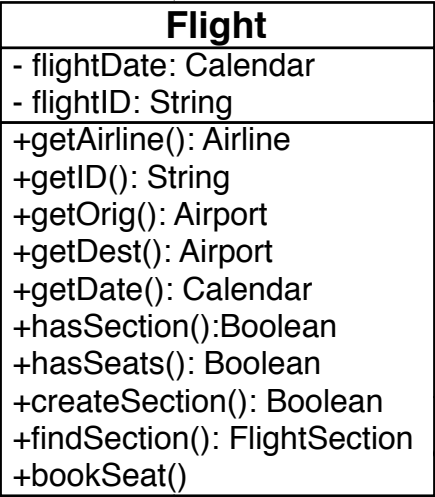 Flight
- flightDate: Calendar
- flightID: String
+getAirline(): Airline
+getID(): String
+getOrig(): Airport
+getDest(): Airport
+getDate(): Calendar
+hasSection():Boolean
+hasSeats(): Boolean
+createSection(): Boolean
+findSection(): FlightSection
+bookSeat()